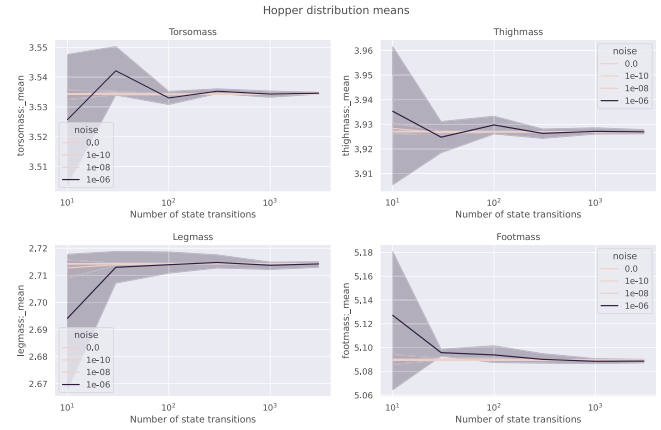 Hopper distribution means
Torsomass
torsomass:_mean
3.55
3.54
3.53
3.52
3.51
noise
0.0
1e-10
1e-08
1e-06
10¹ 10² 10³
Number of state transitions
Thighmass
thighmass:_mean
3.96
3.95
3.94
3.93
3.92
3.91
noise
0.0
1e-10
1e-08
1e-06
10¹ 10² 10³
Number of state transitions
Legmass
legmass:_mean
2.72
2.71
2.70
2.69
2.68
2.67
noise
0.0
1e-10
1e-08
1e-06
10¹ 10² 10³
Number of state transitions
Footmass
footmass:_mean
5.18
5.16
5.14
5.12
5.10
5.08
5.06
noise
0.0
1e-10
1e-08
1e-06
10¹ 10² 10³
Number of state transitions